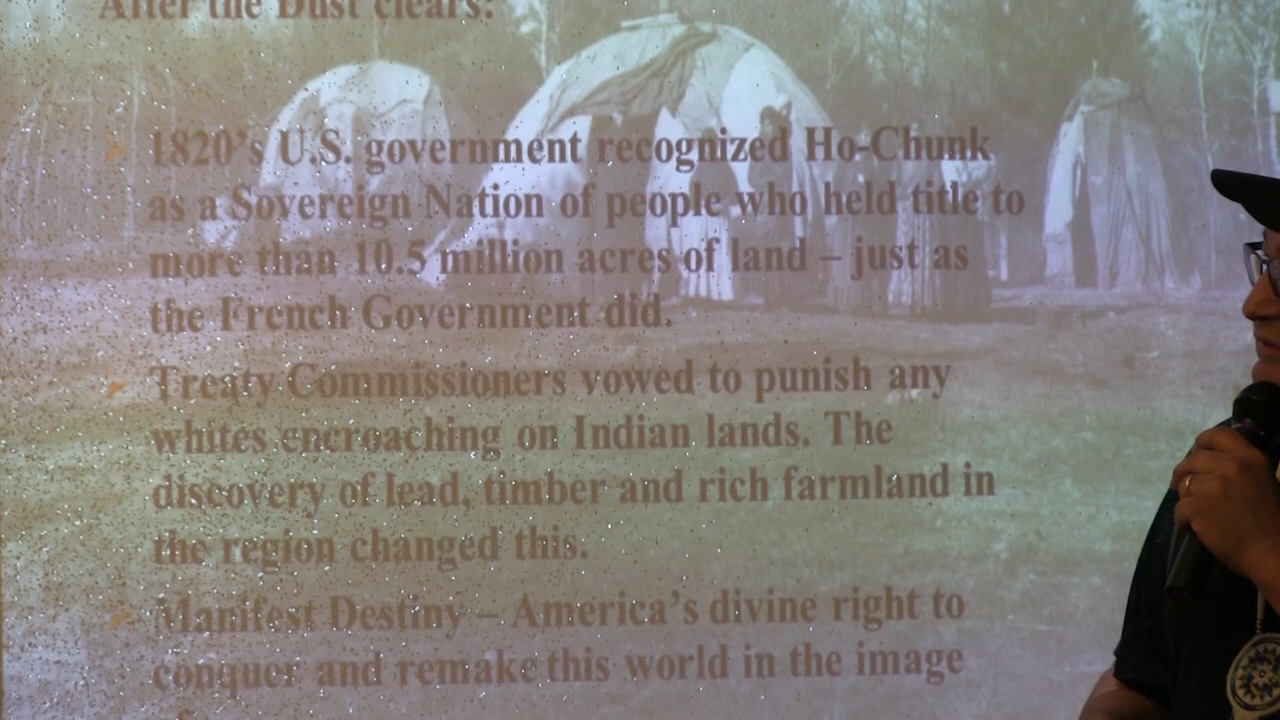 After the Dust clears:
1820's U.S. government recognized Ho-Chunk
as a Sovereign Nation of people who held title to
more than 10.5 million acres of land – just as
the French Government did.
Treaty Commissioners vowed to punish any
whites encroaching on Indian lands. The
discovery of lead, timber and rich farmland in
the region changed this.
Manifest Destiny – America's divine right to
conquer and remake this world in the image